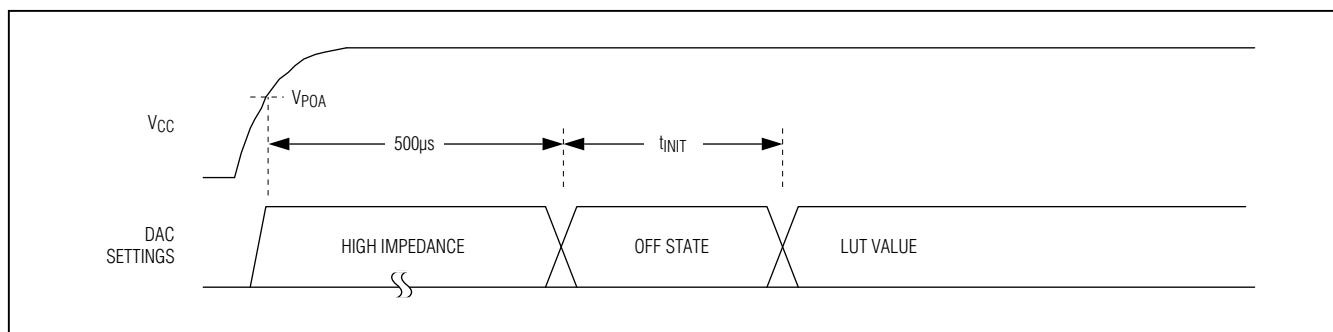 VPOA
VCC
500µs
tINIT
DAC
SETTINGS
HIGH IMPEDANCE
OFF STATE
LUT VALUE